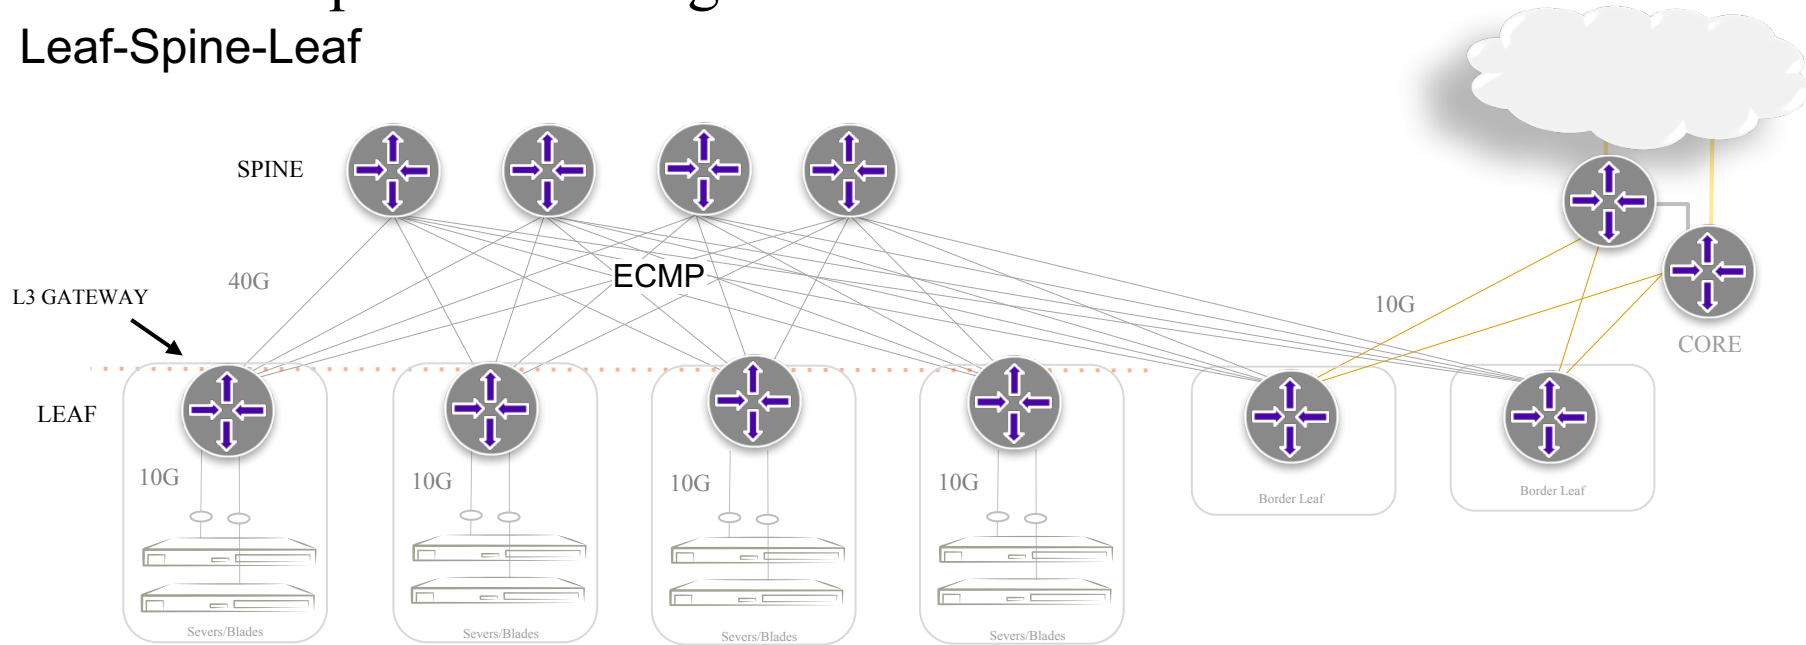 Leaf-Spine-Leaf
SPINE
40G
ECMP
L3 GATEWAY
10G
CORE
LEAF
10G
10G
10G
10G
Border Leaf
Border Leaf
Severs/Blades
Severs/Blades
Severs/Blades
Severs/Blades